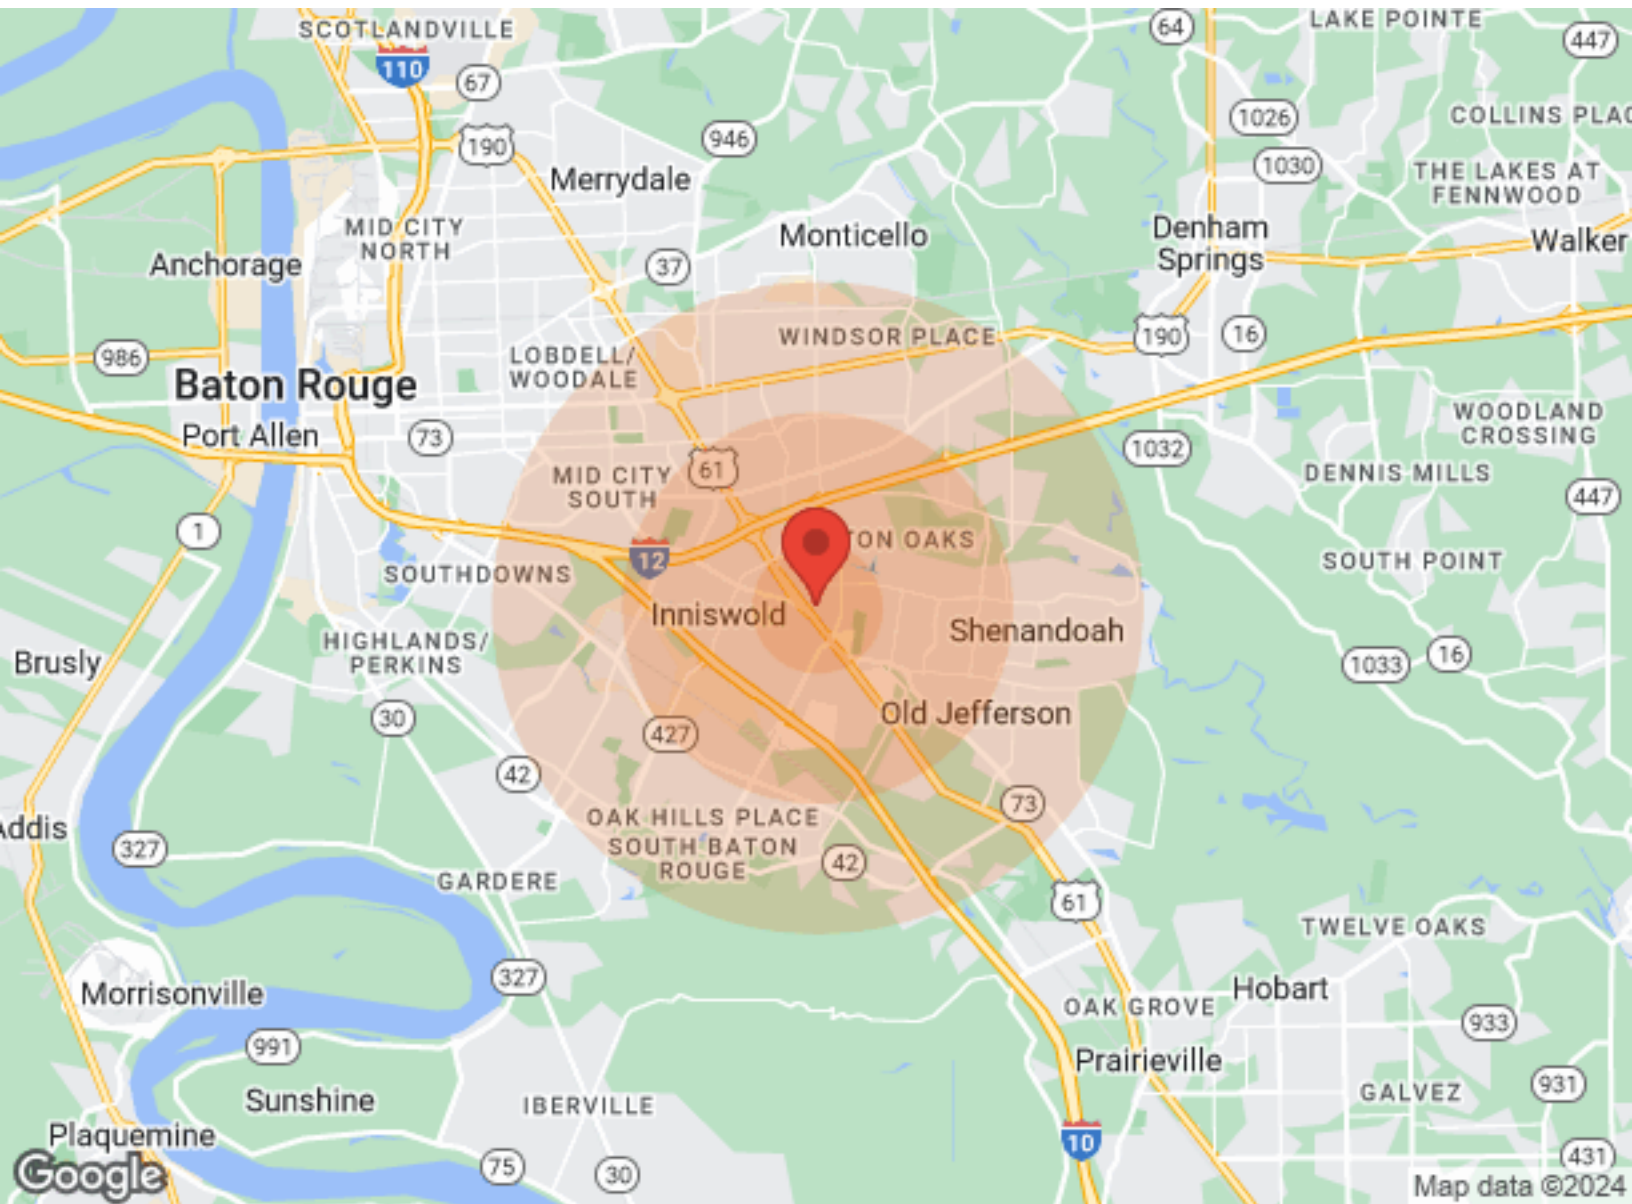 SCOTLANDVILLE
LAKE POINTE
64
447
110
67
1026
COLLINS PLAC
946
190
1030
Merrydale
THE LAKES AT
FENNWOOD
MID CITY
NORTH
Monticello
Denham
Springs
Walker
Anchorage
37
WINDSOR PLACE
190
16
986
LOBDELL/
WOODALE
Baton Rouge
WOODLAND
CROSSING
Port Allen
73
1032
61
MID CITY
SOUTH
DENNIS MILLS
447
1
TON OAKS
12
SOUTH POINT
SOUTHDOWNS
Inniswold
Shenandoah
HIGHLANDS/
PERKINS
Brusly
1033
16
30
Old Jefferson
427
42
73
OAK HILLS PLACE
Addis
SOUTH BATON
ROUGE
327
42
GARDERE
61
TWELVE OAKS
327
Morrisonville
Hobart
OAK GROVE
933
991
Prairieville
931
GALVEZ
Sunshine
IBERVILLE
Plaquemine
10
431
75
30
Google
Map data ©2024